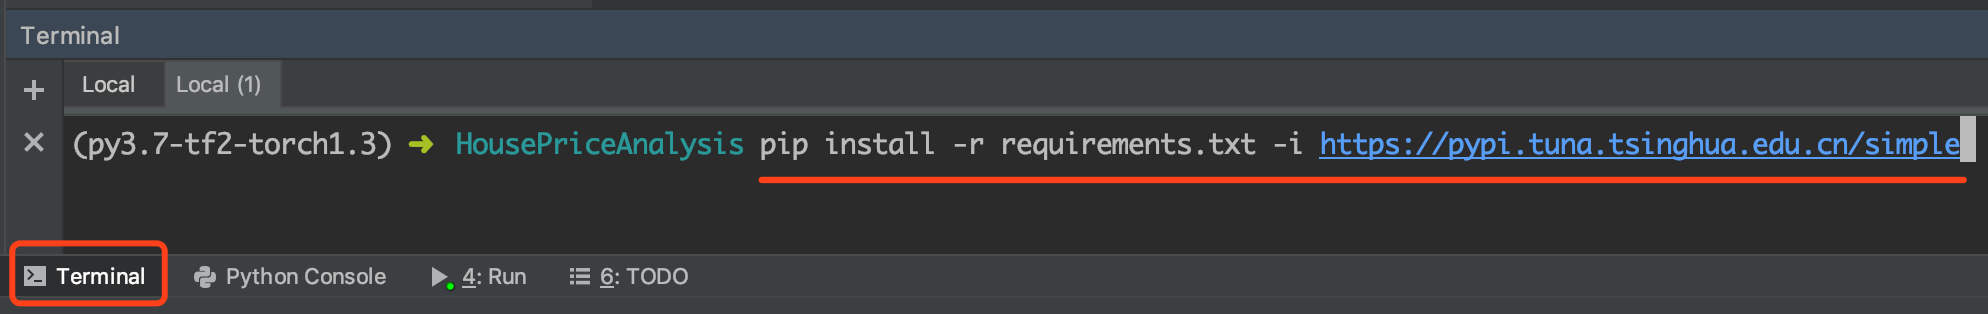 Terminal
Local Local (1)
(py3.7-tf2-torch1.3) ➜ HousePriceAnalysis pip install -r requirements.txt -i https://pypi.tuna.tsinghua.edu.cn/simple
Terminal Python Console 4: Run 6: TODO